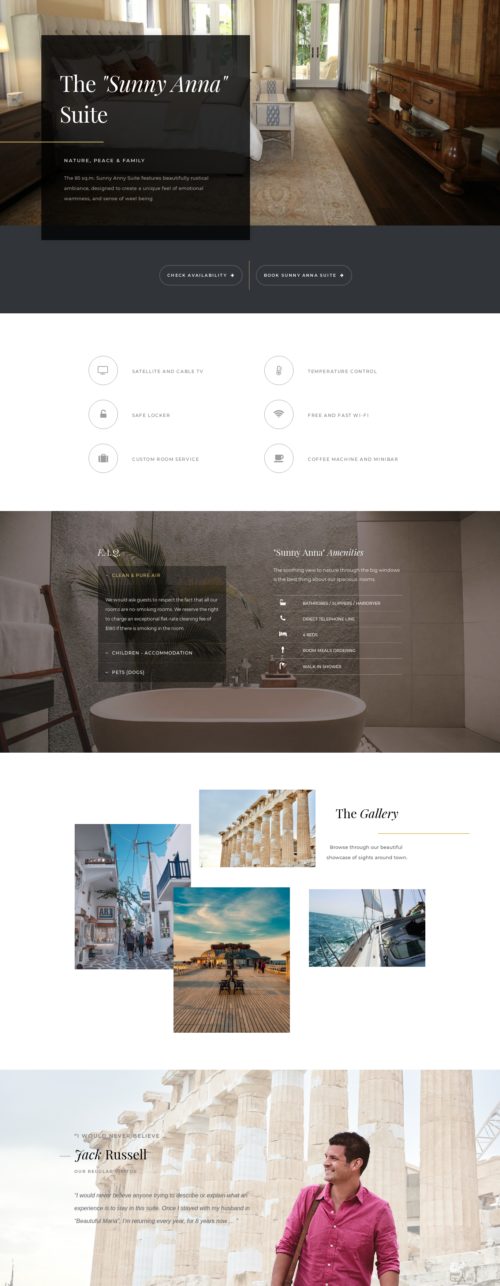 The "Sunny Anna"
Suite
NATURE, PEACE & FAMILY
The 85 sq.m. Sunny Anny Suite features beautifully rustical
ambiance, designed to create a unique feel of emotional
warmness, and sense of weel being.
CHECK AVAILABILITY
BOOK SUNNY ANNA SUITE
SATELLITE AND CABLE TV
TEMPERATURE CONTROL
SAFE LOCKER
FREE AND FAST WI-FI
CUSTOM ROOM SERVICE
COFFEE MACHINE AND MINIBAR
F.A.Q.
– CLEAN & PURE AIR
We would ask guests to respect the fact that all our
rooms are no-smoking rooms. We reserve the right
to charge an exceptional flat-rate cleaning fee of
$180 if there is smoking in the room.
CHILDREN - ACCOMMODATION
PETS (DOGS)
"Sunny Anna" Amenities
The soothing view to nature through the big windows
is the best thing about our specious rooms.
BATHROBES / SLIPPERS / HAIRDRYER
DIRECT TELEPHONE LINE
4 BEDS
ROOM MEALS ORDERING
WALK-IN SHOWER
The Gallery
Browse through our beautiful
showcase of sights around town.
"I WOULD NEVER BELIEVE ...
Jack Russell
OUR REGULAR VISITOR
"I would never believe anyone trying to describe or explain what an
experience is to stay in this suite. Once I stayed with my husband in
"Beautuful Maria", I'm returning every year, for 6 years now ...